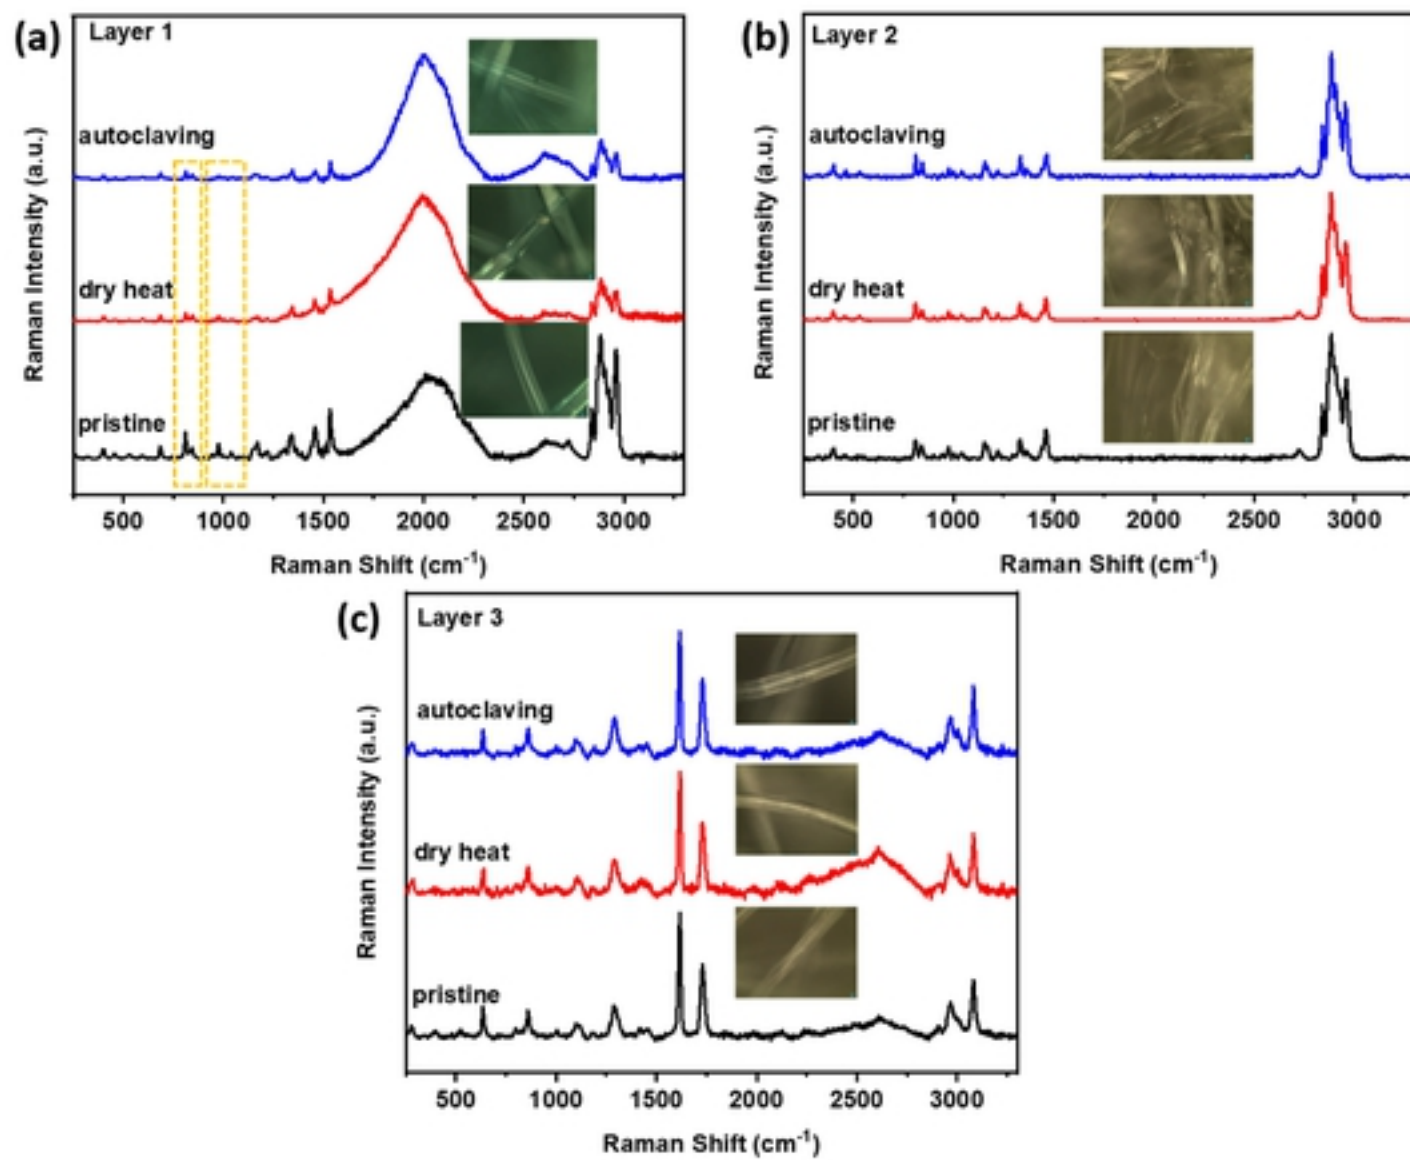 (a)
Layer 1
autoclaving
dry heat
pristine
Raman Intensity (a.u.)
500 1000 1500 2000 2500 3000
Raman Shift (cm⁻¹)
(b)
Layer 2
autoclaving
dry heat
pristine
Raman Intensity (a.u.)
500 1000 1500 2000 2500 3000
Raman Shift (cm⁻¹)
(c)
Layer 3
autoclaving
dry heat
pristine
Raman Intensity (a.u.)
500 1000 1500 2000 2500 3000
Raman Shift (cm⁻¹)